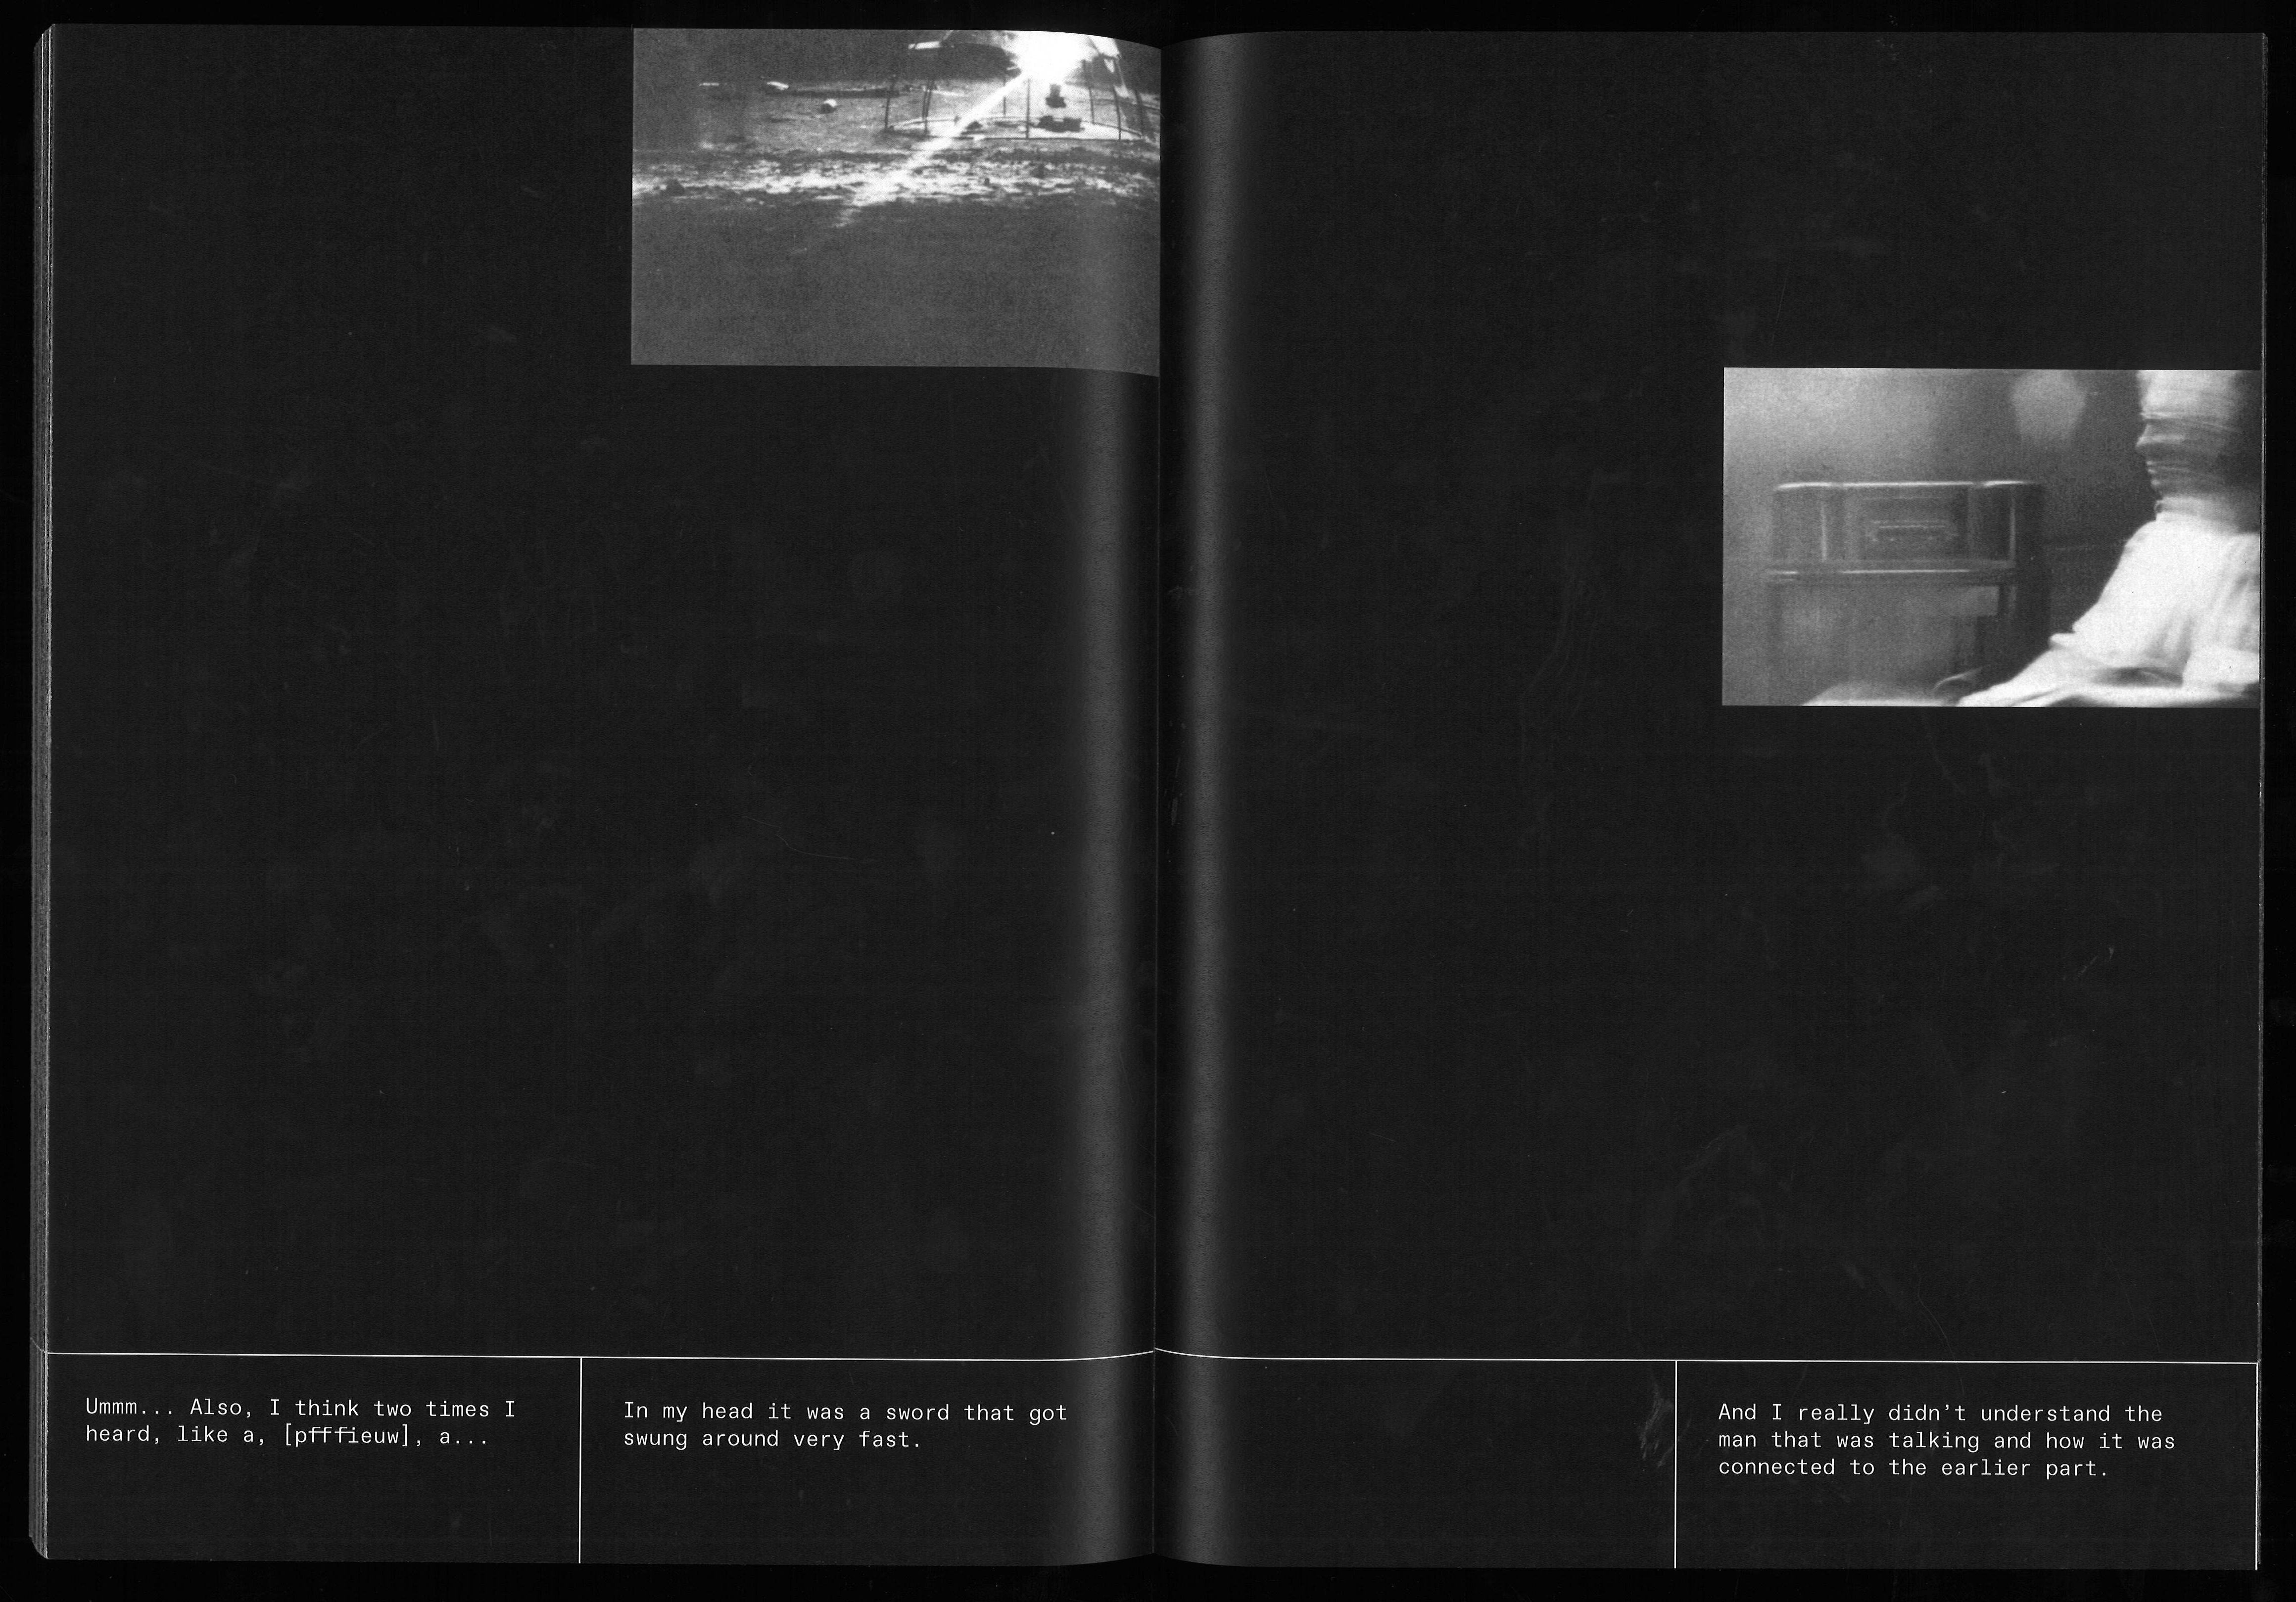 Ummm... Also, I think two times I
heard, like a, [pffffieuw], a...
In my head it was a sword that got
swung around very fast.
And I really didn’t understand the
man that was talking and how it was
connected to the earlier part.